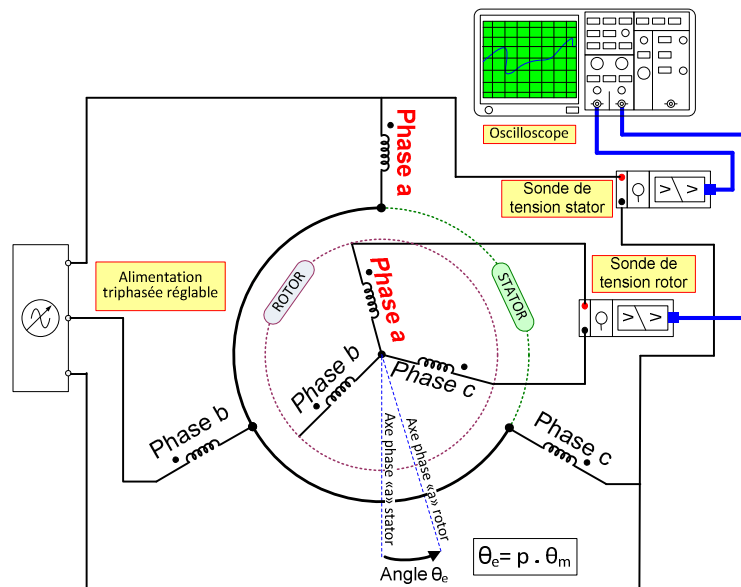 Oscilloscope
Phase a
Sonde de
tension stator
Alimentation
triphasée réglable
Sonde de
tension rotor
ROTOR
STATOR
Phase a
Phase b
Phase c
Phase b
Phase c
Axe phase «a» stator
Axe phase «a» rotor
Angle θe
θe= p . θm